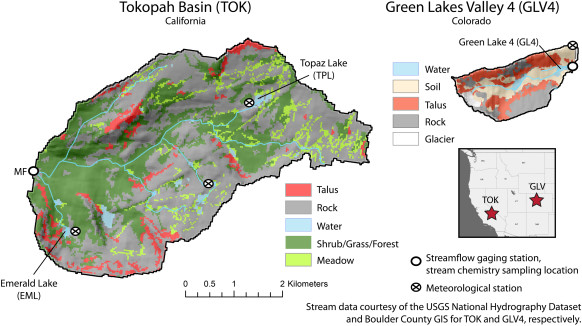 Tokopah Basin (TOK)
California
Green Lakes Valley 4 (GLV4)
Colorado
Green Lake 4 (GL4)
Topaz Lake
(TPL)
Water
Soil
Talus
Rock
Glacier
MF
Emerald Lake
(EML)
Talus
Rock
Water
Shrub/Grass/Forest
Meadow
TOK
GLV
0 0.5 1 2 Kilometers
Streamflow gaging station,
stream chemistry sampling location
Meteorological station
Stream data courtesy of the USGS National Hydrography Dataset
and Boulder County GIS for TOK and GLV4, respectively.